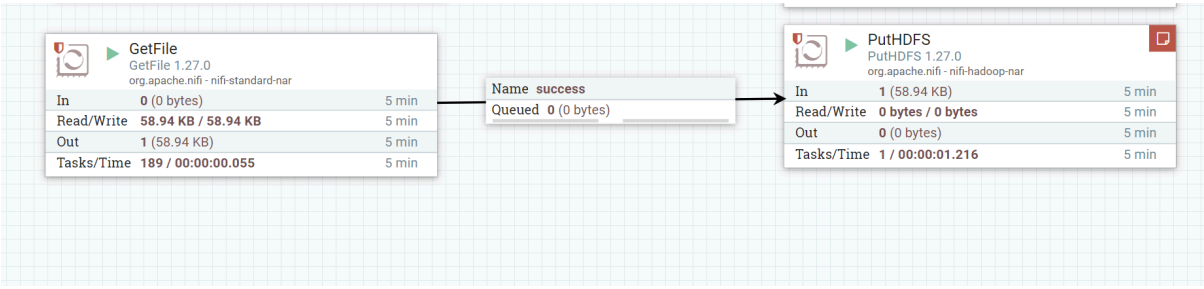 GetFile
GetFile 1.27.0
org.apache.nifi - nifi-standard-nar
In 0 (0 bytes) 5 min
Read/Write 58.94 KB / 58.94 KB 5 min
Out 1 (58.94 KB) 5 min
Tasks/Time 189 / 00:00:00.055 5 min
Name success
Queued 0 (0 bytes)
PutHDFS
PutHDFS 1.27.0
org.apache.nifi - nifi-hadoop-nar
In 1 (58.94 KB) 5 min
Read/Write 0 bytes / 0 bytes 5 min
Out 0 (0 bytes) 5 min
Tasks/Time 1 / 00:00:01.216 5 min